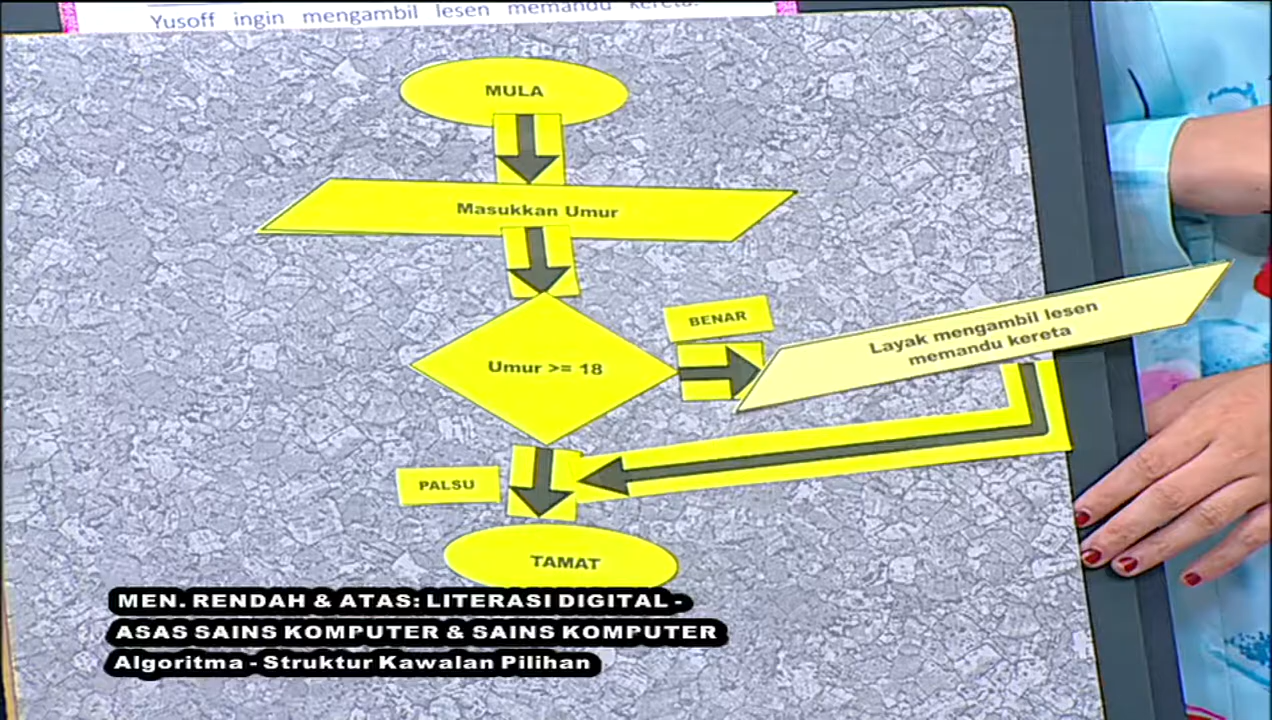 Yusoff ingin mengambil lesen memandu kereta.
MULA
Masukkan Umur
Umur >= 18
BENAR
Layak mengambil lesen
memandu kereta
PALSU
TAMAT
MEN. RENDAH & ATAS: LITERASI DIGITAL -
ASAS SAINS KOMPUTER & SAINS KOMPUTER
Algoritma - Struktur Kawalan Pilihan